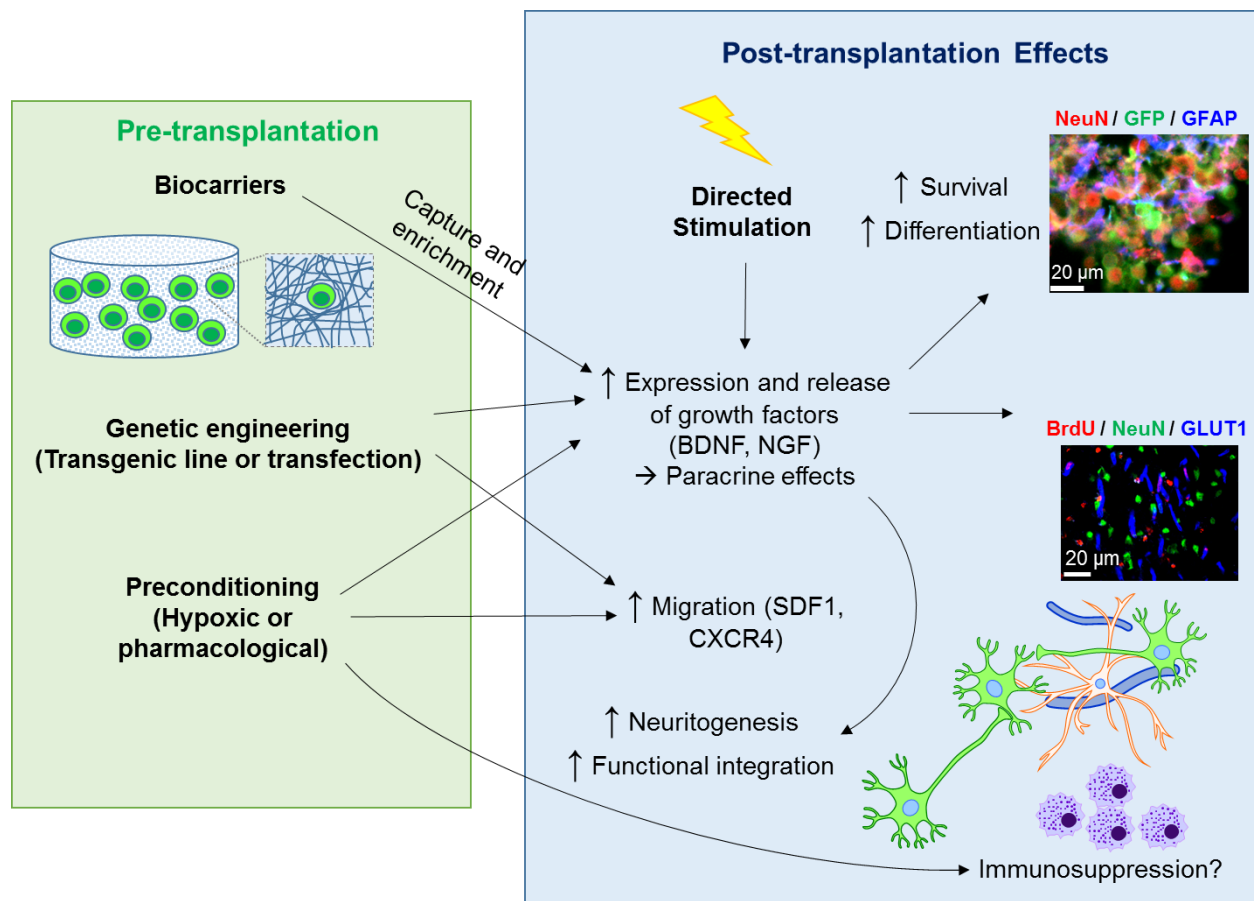 Pre-transplantation
Biocarriers
Capture and
enrichment
Genetic engineering
(Transgenic line or transfection)
Preconditioning
(Hypoxic or
pharmacological)
Post-transplantation Effects
Directed
Stimulation
↑ Survival
↑ Differentiation
NeuN / GFP / GFAP
20 µm
↑ Expression and release
of growth factors
(BDNF, NGF)
→ Paracrine effects
BrdU / NeuN / GLUT1
20 µm
↑ Migration (SDF1,
CXCR4)
↑ Neuritogenesis
↑ Functional integration
Immunosuppression?